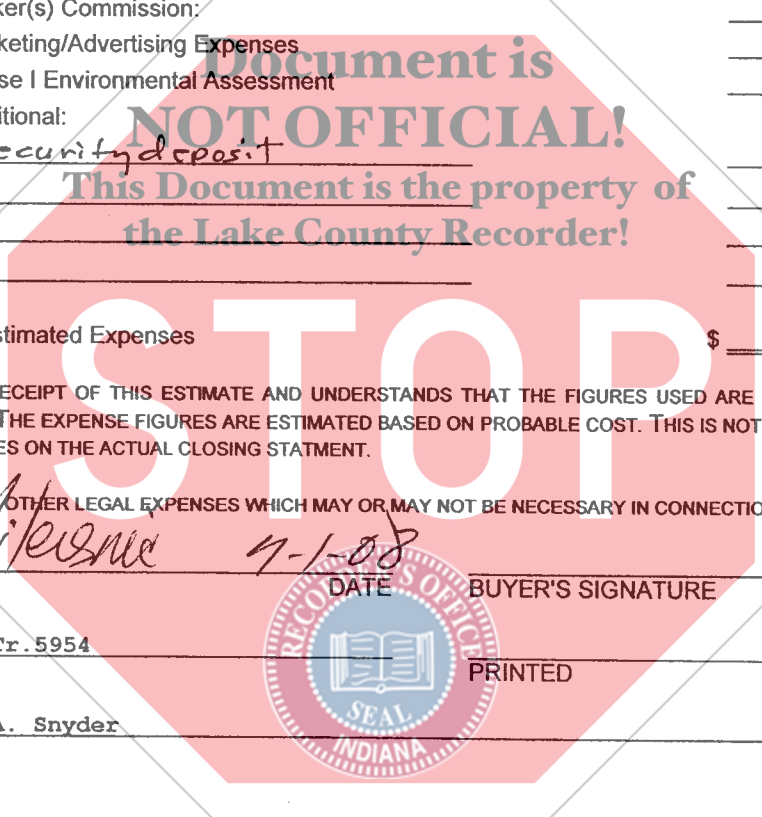 ker(s) Commission:
keting/Advertising Expenses
se I Environmental Assessment
itional:
ecurity deposit
Document is
NOT OFFICIAL!
This Document is the property of
the Lake County Recorder!
STOP
stimated Expenses $
ECEIPT OF THIS ESTIMATE AND UNDERSTANDS THAT THE FIGURES USED ARE
THE EXPENSE FIGURES ARE ESTIMATED BASED ON PROBABLE COST. THIS IS NOT
ES ON THE ACTUAL CLOSING STATMENT.
OTHER LEGAL EXPENSES WHICH MAY OR MAY NOT BE NECESSARY IN CONNECTIO
DATE BUYER'S SIGNATURE
Tr.5954
PRINTED
A. Snyder
RECORDER'S OFFICE
SEAL
INDIANA